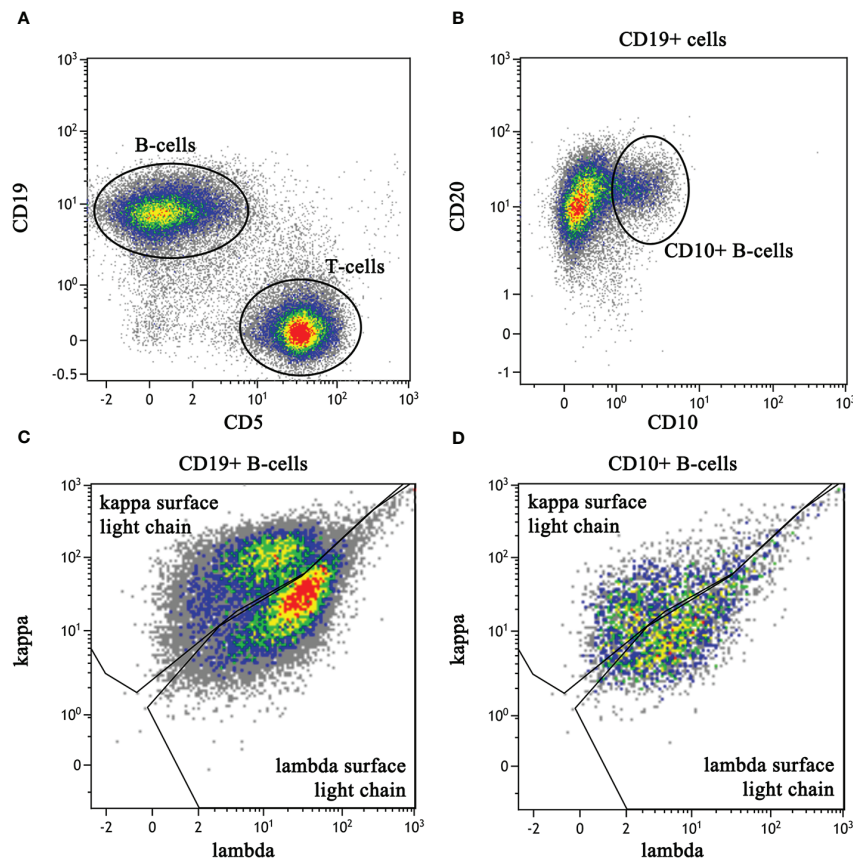 A
B
CD19+ cells
10³
10²
10¹
10⁰
0
-0.5
CD19
B-cells
T-cells
-2
0
2
10¹
10²
10³
CD5
10³
10²
10¹
1
0
-1
CD20
CD10+ B-cells
0
10⁰
10¹
10²
10³
CD10
C
D
CD19+ B-cells
CD10+ B-cells
10³
10²
10¹
10⁰
0
kappa
kappa surface
light chain
lambda surface
light chain
-2
0
2
10¹
10²
10³
lambda
10³
10²
10¹
10⁰
0
kappa
kappa surface
light chain
lambda surface
light chain
-2
0
2
10¹
10²
10³
lambda